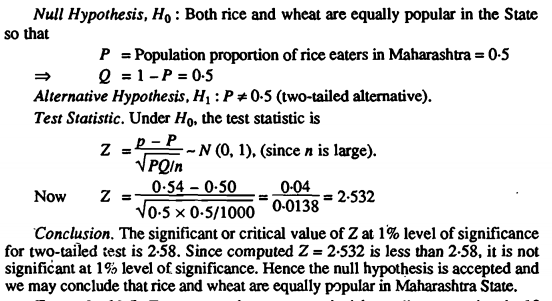 Null Hypothesis, H₀ : Both rice and wheat are equally popular in the State
so that
P = Population proportion of rice eaters in Maharashtra = 0·5
⇒ Q = 1 – P = 0·5
Alternative Hypothesis, H₁ : P ≠ 0·5 (two-tailed alternative).
Test Statistic. Under H₀, the test statistic is
Z = (p – P)/√(PQ/n) ~ N (0, 1), (since n is large).
Now Z = (0·54 – 0·50)/√(0·5 × 0·5/1000) = 0·04/0·0138 = 2·532
Conclusion. The significant or critical value of Z at 1% level of significance
for two-tailed test is 2·58. Since computed Z = 2·532 is less than 2·58, it is not
significant at 1% level of significance. Hence the null hypothesis is accepted and
we may conclude that rice and wheat are equally popular in Maharashtra State.